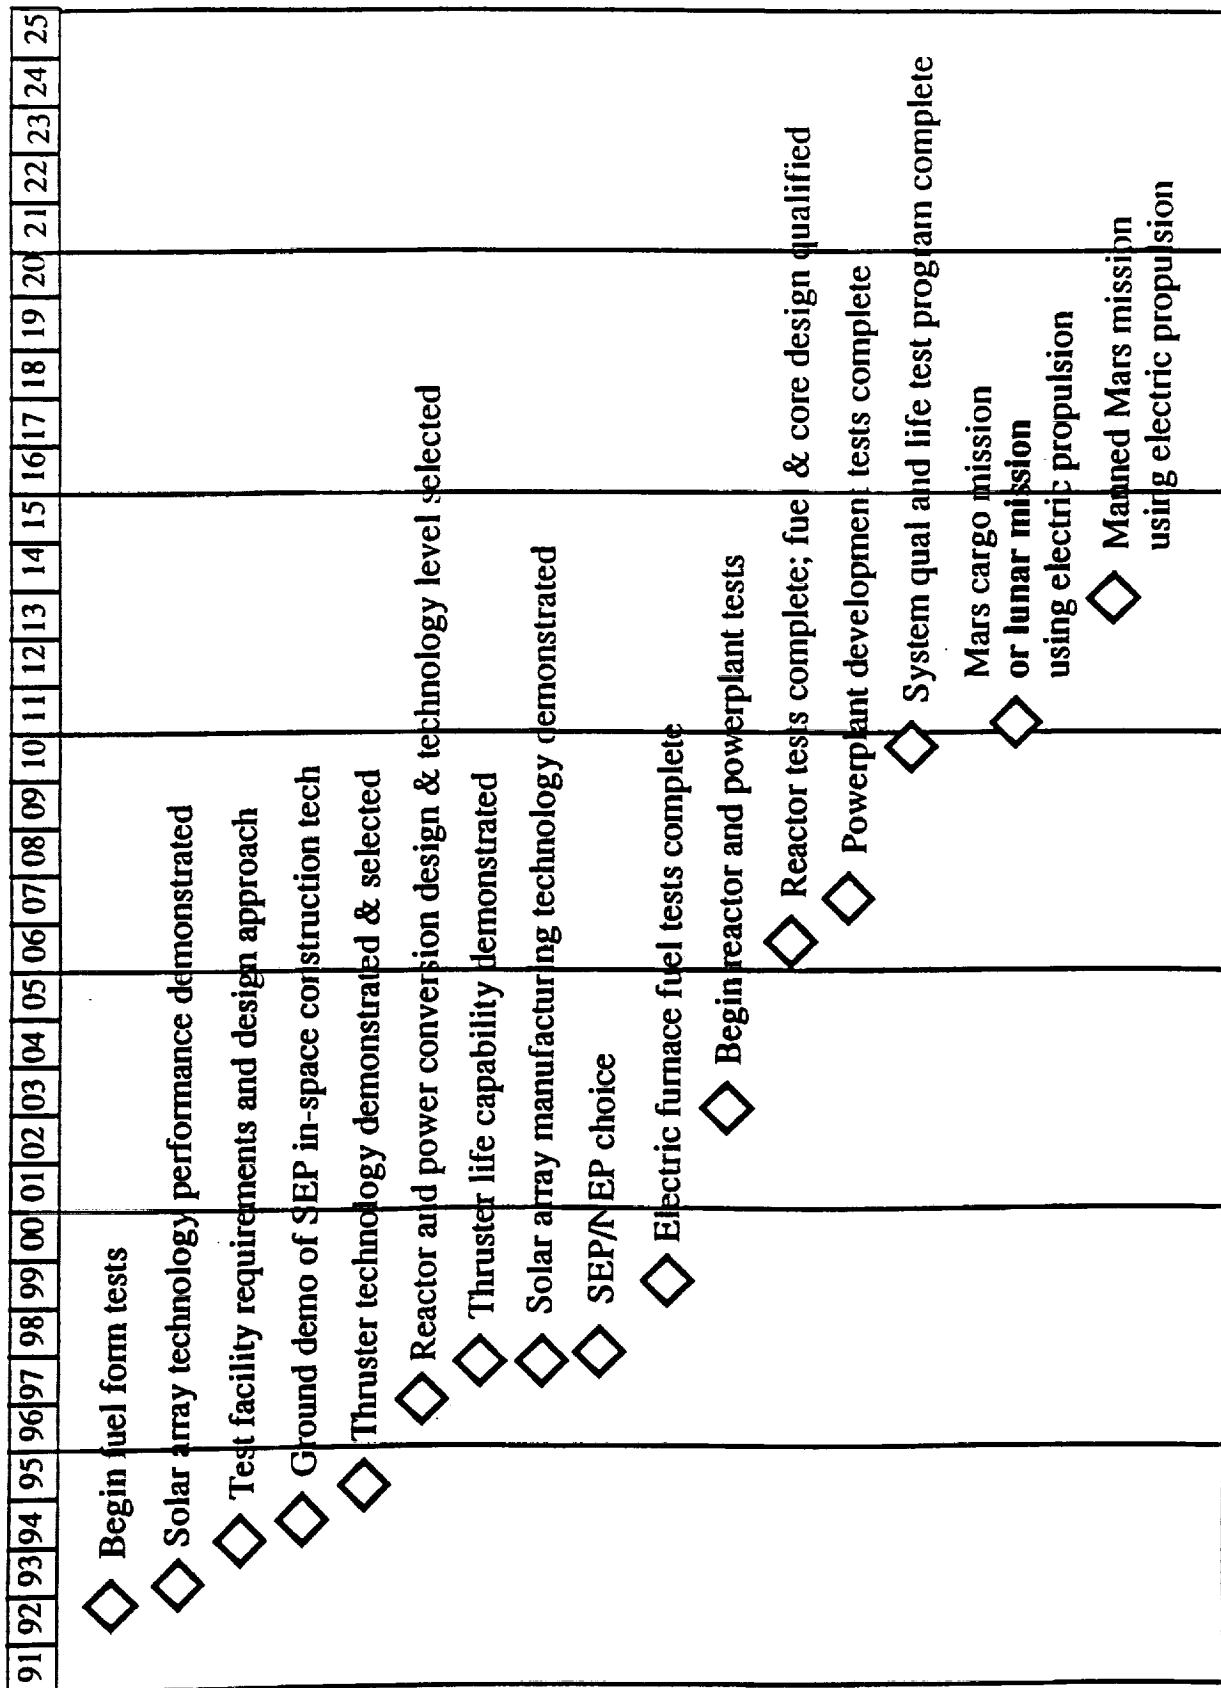 91 92 93 94 95 96 97 98 99 00 01 02 03 04 05 06 07 08 09 10 11 12 13 14 15 16 17 18 19 20 21 22 23 24 25
Begin fuel form tests
Solar array technology performance demonstrated
Test facility requirements and design approach
Ground demo of SEP in-space construction tech
Thruster technology demonstrated & selected
Reactor and power conversion design & technology level selected
Thruster life capability demonstrated
Solar array manufacturing technology demonstrated
SEP/NEP choice
Electric furnace fuel tests complete
Begin reactor and powerplant tests
Reactor tests complete; fuel & core design qualified
Powerplant development tests complete
System qual and life test program complete
Mars cargo mission
or lunar mission
using electric propulsion
Manned Mars mission
using electric propulsion